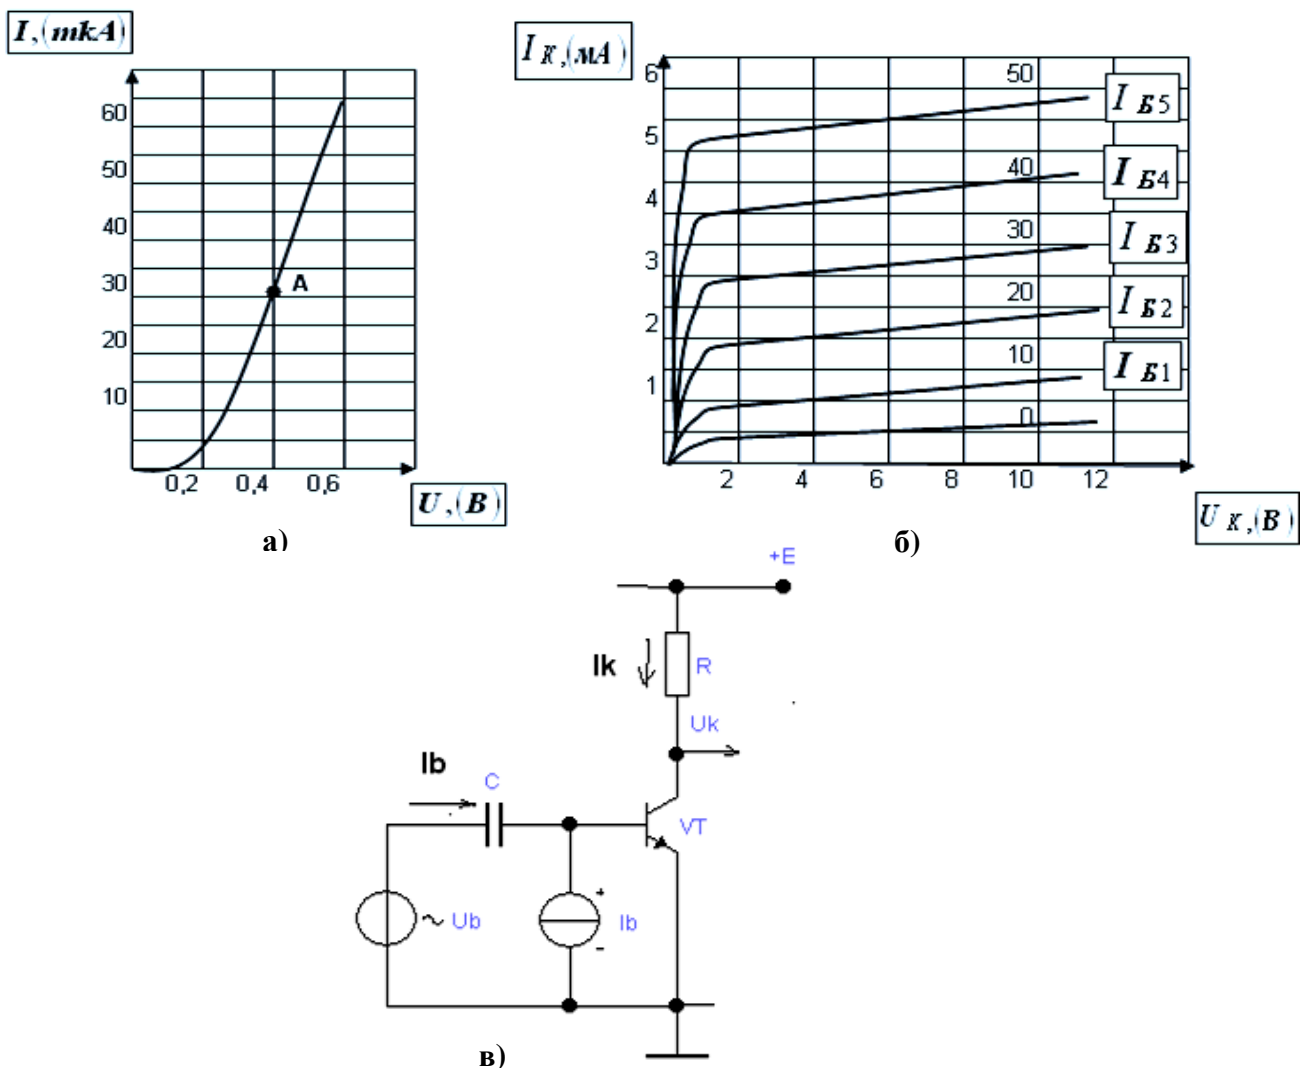 I,(mkA)
60
50
40
30
20
10
A
0,2 0,4 0,6
U,(B)
а)
I К,(мА)
6
5
4
3
2
1
50
40
30
20
10
0
I Б5
I Б4
I Б3
I Б2
I Б1
2 4 6 8 10 12
U К,(В)
б)
+E
Ik
R
Uk
Ib
C
VT
~ Ub
+
Ib
-
в)